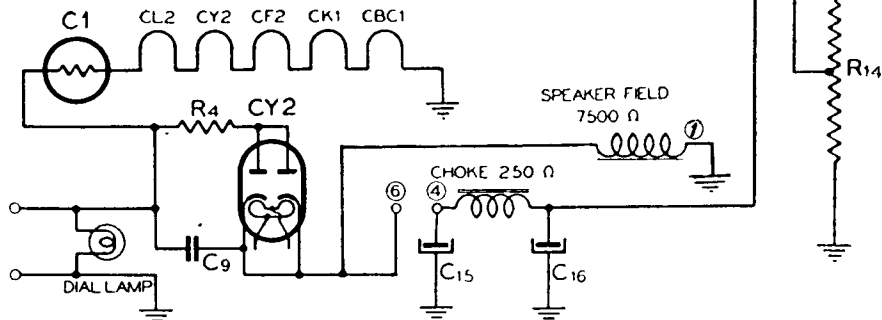 C1
CL2 CY2 CF2 CK1 CBC1
R14
R4
CY2
SPEAKER FIELD
7500 Ω
1
CHOKE 250 Ω
6
4
C9
C15
C16
DIAL LAMP